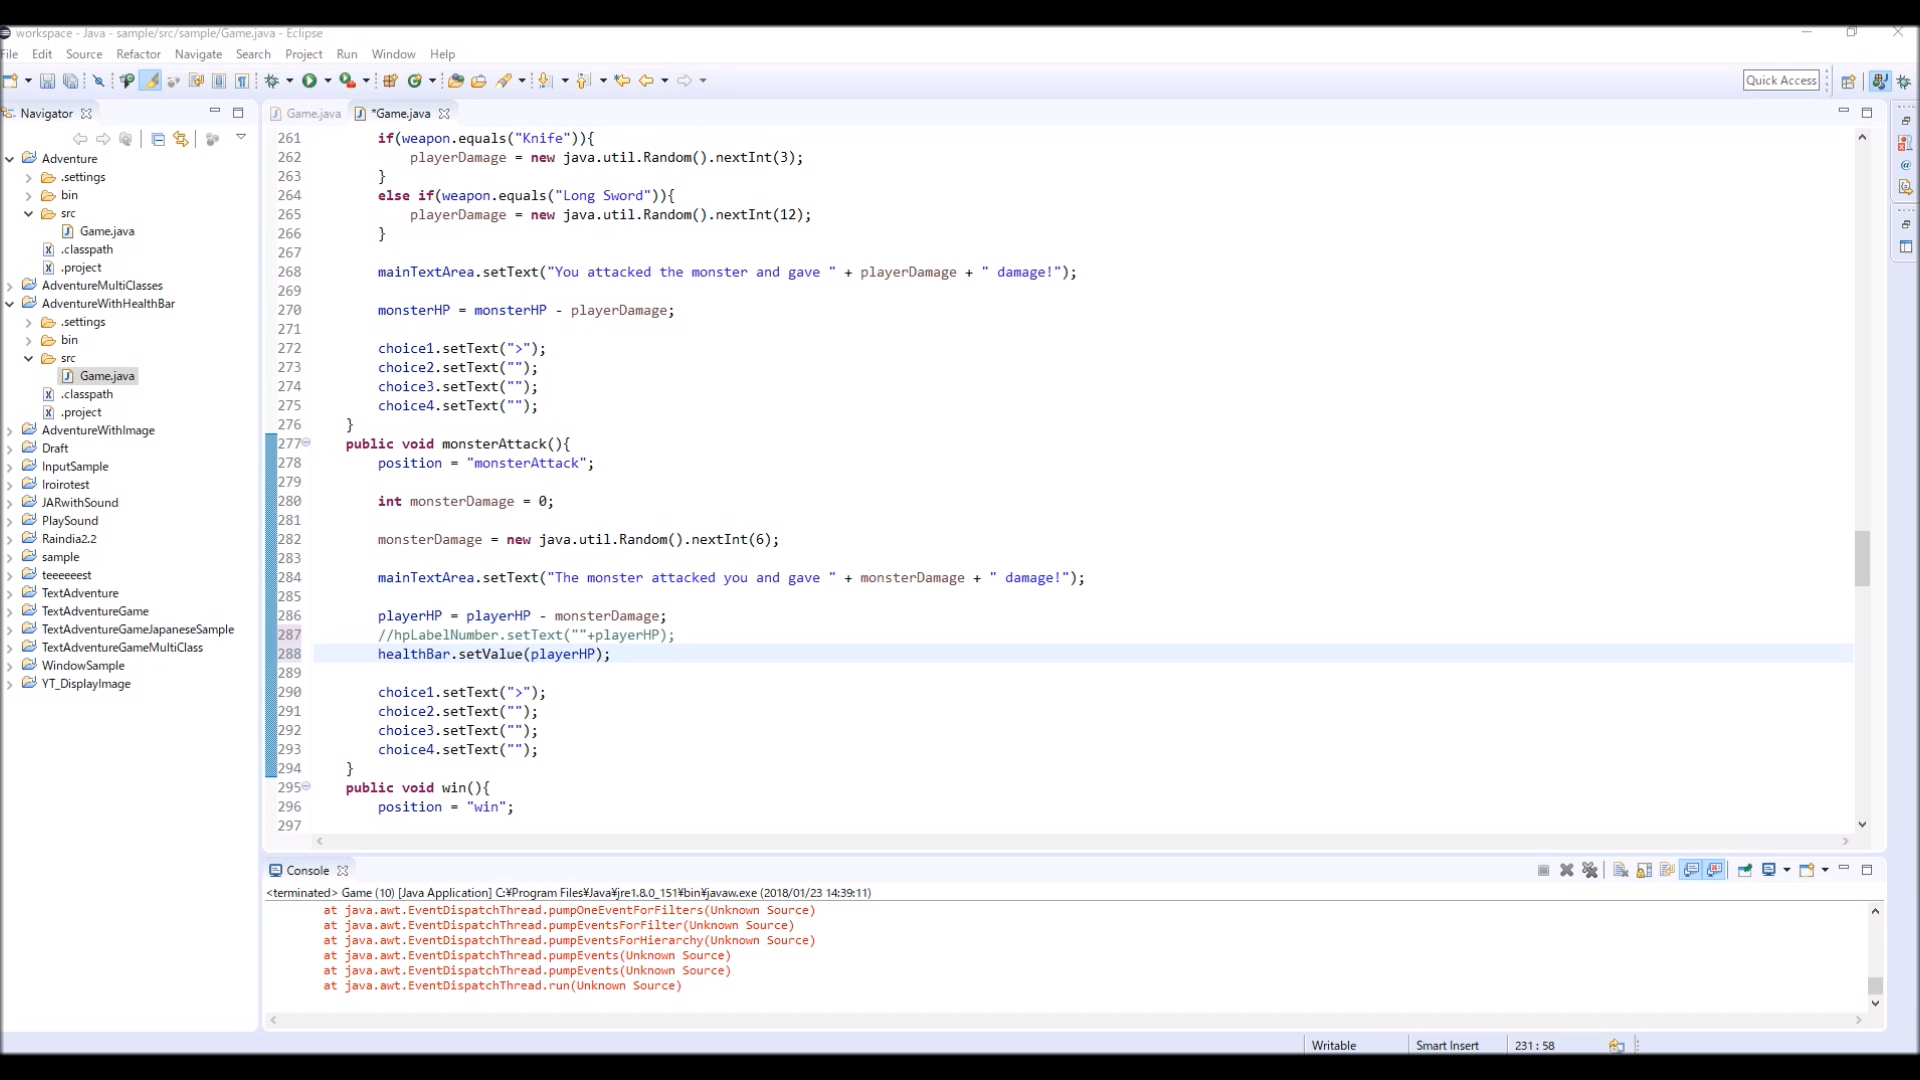 workspace - Java - sample/src/sample/Game.java - Eclipse
File Edit Source Refactor Navigate Search Project Run Window Help
Quick Access
Navigator
Game.java *Game.java
Adventure
.settings
bin
src
Game.java
.classpath
.project
AdventureMultiClasses
AdventureWithHealthBar
.settings
bin
src
Game.java
.classpath
.project
AdventureWithImage
Draft
InputSample
Iroirotest
JARwithSound
PlaySound
Raindia2.2
sample
teeeeeest
TextAdventure
TextAdventureGame
TextAdventureGameJapaneseSample
TextAdventureGameMultiClass
WindowSample
YT_DisplayImage
261 if(weapon.equals("Knife")){
262 playerDamage = new java.util.Random().nextInt(3);
263 }
264 else if(weapon.equals("Long Sword")){
265 playerDamage = new java.util.Random().nextInt(12);
266 }
267
268 mainTextArea.setText("You attacked the monster and gave " + playerDamage + " damage!");
269
270 monsterHP = monsterHP - playerDamage;
271
272 choice1.setText(">");
273 choice2.setText("");
274 choice3.setText("");
275 choice4.setText("");
276 }
277 public void monsterAttack(){
278 position = "monsterAttack";
279
280 int monsterDamage = 0;
281
282 monsterDamage = new java.util.Random().nextInt(6);
283
284 mainTextArea.setText("The monster attacked you and gave " + monsterDamage + " damage!");
285
286 playerHP = playerHP - monsterDamage;
287 //hpLabelNumber.setText(""+playerHP);
288 healthBar.setValue(playerHP);
289
290 choice1.setText(">");
291 choice2.setText("");
292 choice3.setText("");
293 choice4.setText("");
294 }
295 public void win(){
296 position = "win";
297
Console
<terminated> Game (10) [Java Application] C:¥Program Files¥Java¥jre1.8.0_151¥bin¥javaw.exe (2018/01/23 14:39:11)
at java.awt.EventDispatchThread.pumpOneEventForFilters(Unknown Source)
at java.awt.EventDispatchThread.pumpEventsForFilter(Unknown Source)
at java.awt.EventDispatchThread.pumpEventsForHierarchy(Unknown Source)
at java.awt.EventDispatchThread.pumpEvents(Unknown Source)
at java.awt.EventDispatchThread.pumpEvents(Unknown Source)
at java.awt.EventDispatchThread.run(Unknown Source)
Writable Smart Insert 231 : 58